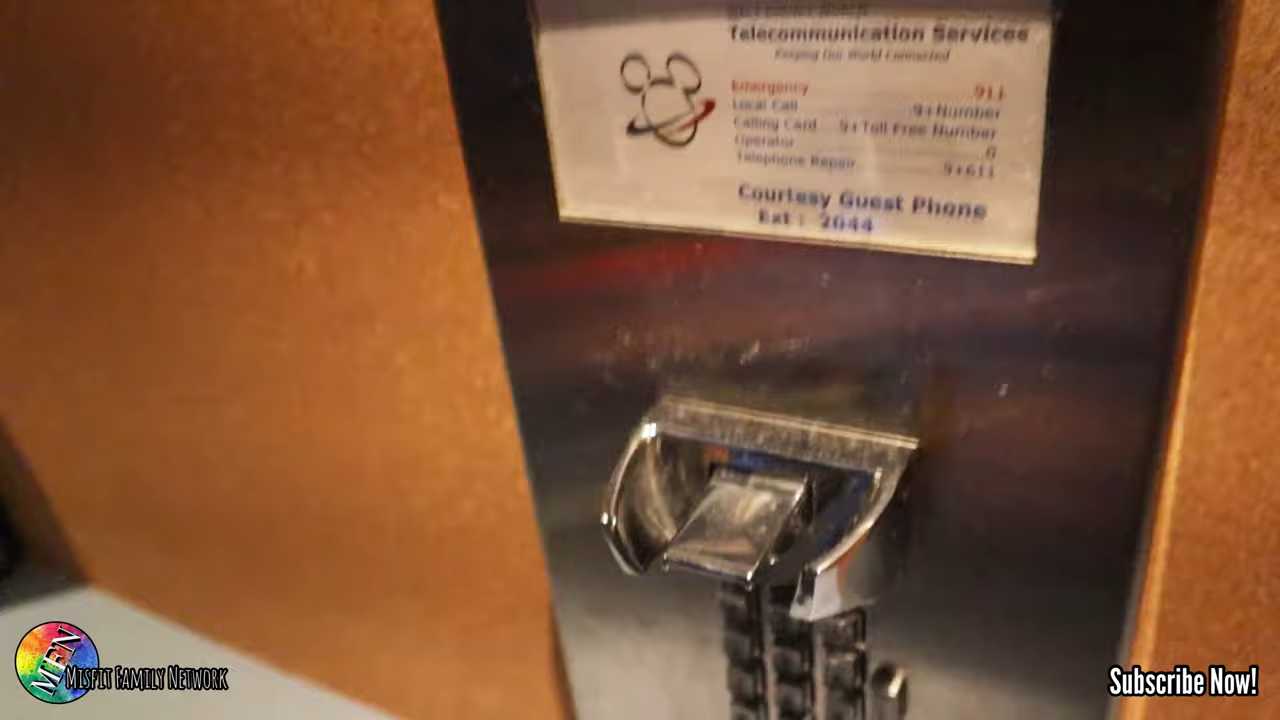 Telecommunication Services
Keeping Our World Connected
Emergency 911
Local Call 9+Number
Calling Card 9+Toll Free Number
Operator 0
Telephone Repair 9+611
Courtesy Guest Phone
Ext : 2044
MFN
Misfit Family Network
Subscribe Now!